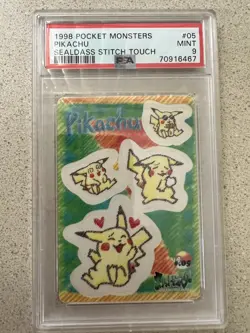 1998 POCKET MONSTERS #05
PIKACHU MINT
SEALDASS STITCH TOUCH 9
PSA 70916467
Pikachu